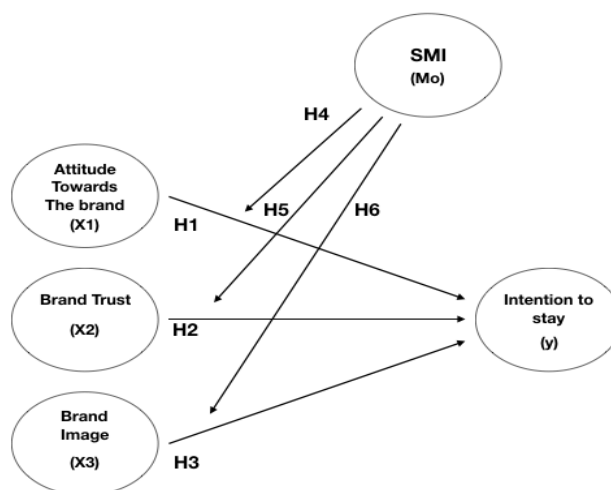 SMI
(Mo)
H4
Attitude
Towards
The brand
(X1)
H1
H5
H6
Brand Trust
(X2)
H2
Intention to
stay
(y)
Brand
Image
(X3)
H3